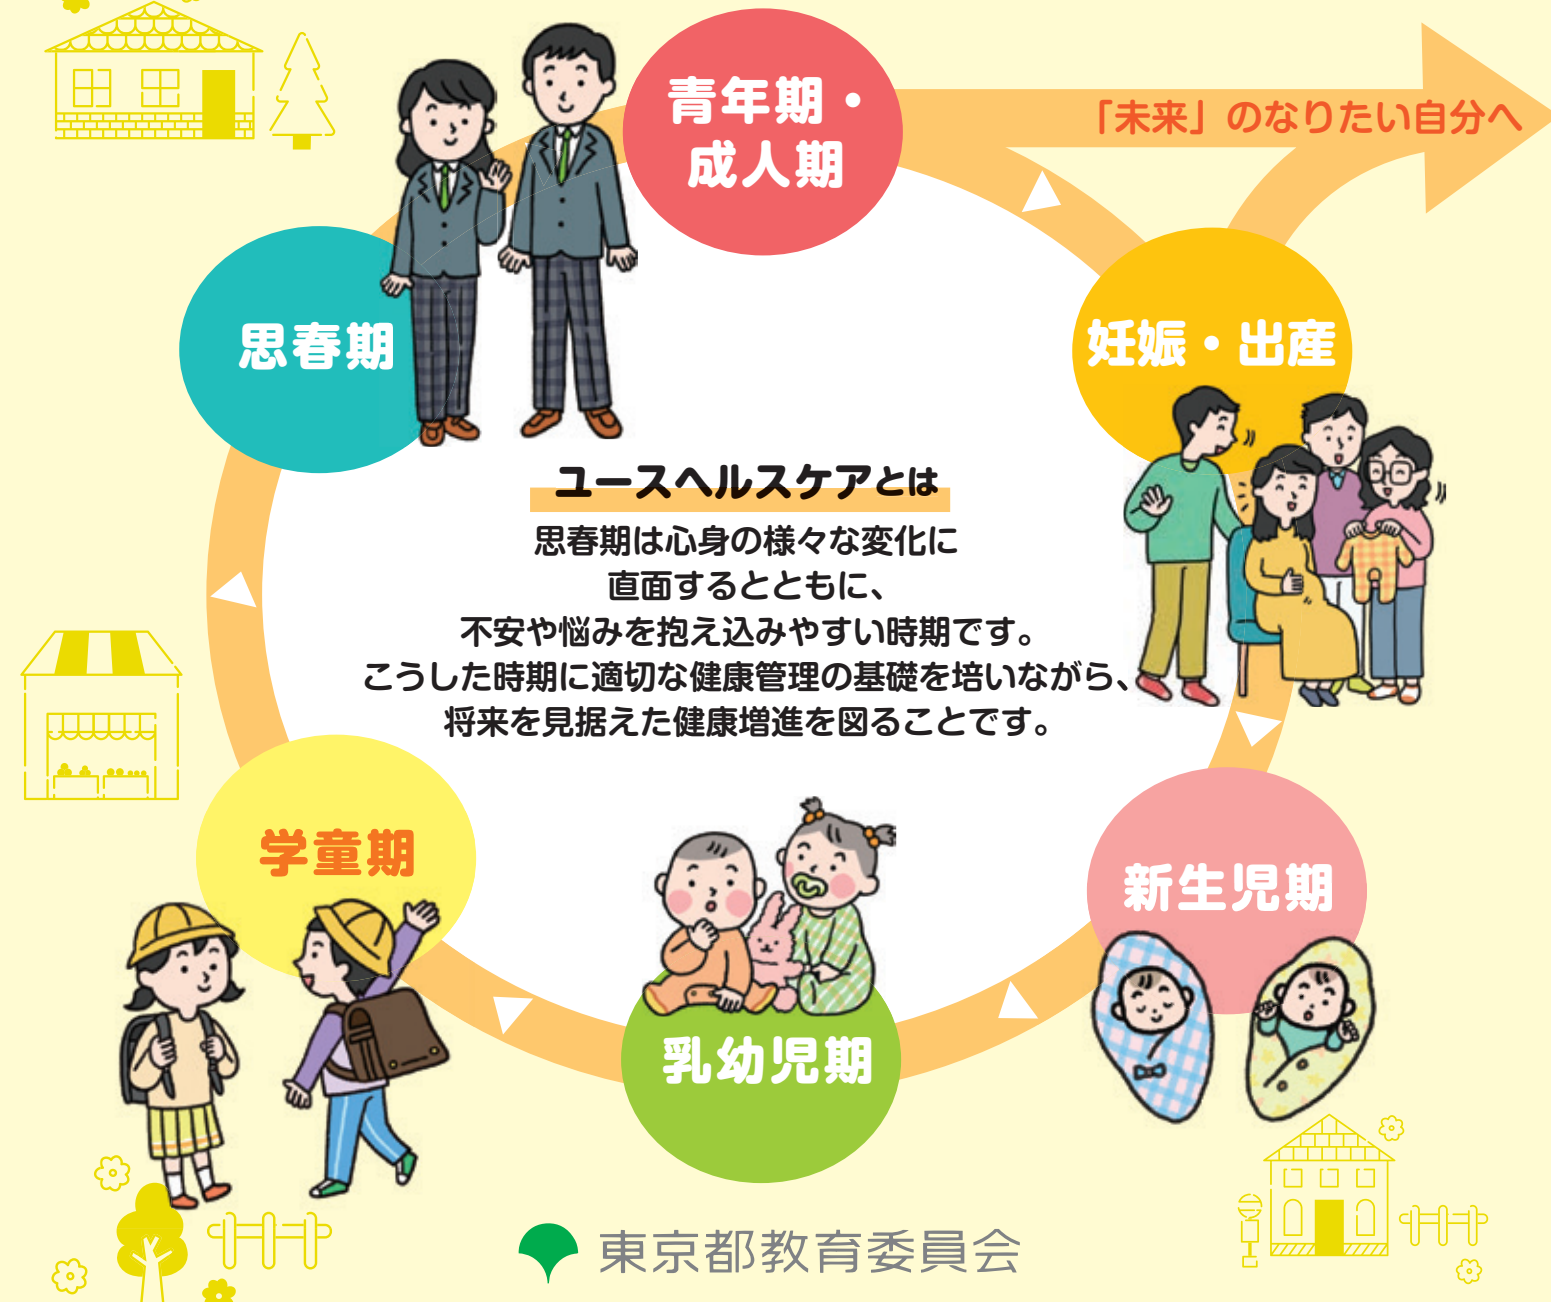 青年期・
成人期
「未来」のなりたい自分へ
思春期
妊娠・出産
ユースヘルスケアとは
思春期は心身の様々な変化に
直面するとともに、
不安や悩みを抱え込みやすい時期です。
こうした時期に適切な健康管理の基礎を培いながら、
将来を見据えた健康増進を図ることです。
学童期
新生児期
乳幼児期
東京都教育委員会